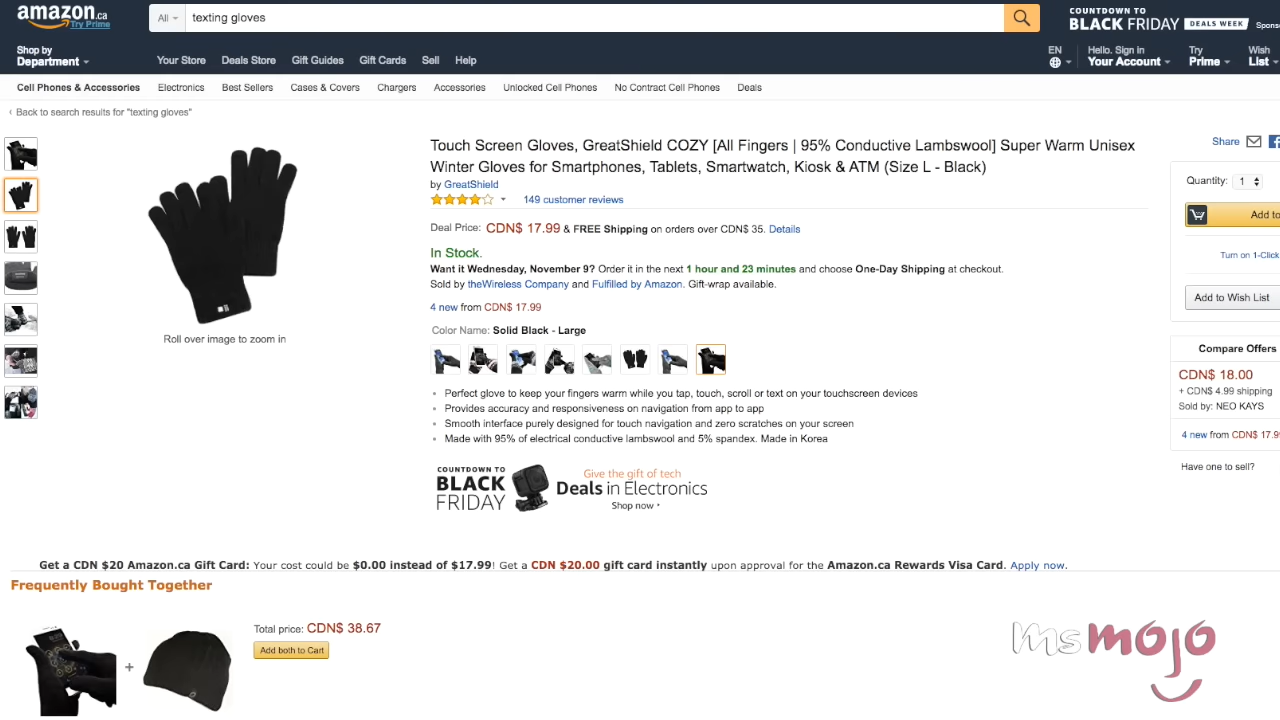 amazon.ca
Try Prime
All
texting gloves
COUNTDOWN TO
BLACK FRIDAY DEALS WEEK
Spons
Shop by
Department
Your Store
Deals Store
Gift Guides
Gift Cards
Sell
Help
EN
Hello. Sign in
Your Account
Try
Prime
Wish
List
Cell Phones & Accessories
Electronics
Best Sellers
Cases & Covers
Chargers
Accessories
Unlocked Cell Phones
No Contract Cell Phones
Deals
‹ Back to search results for "texting gloves"
Share
Touch Screen Gloves, GreatShield COZY [All Fingers | 95% Conductive Lambswool] Super Warm Unisex
Winter Gloves for Smartphones, Tablets, Smartwatch, Kiosk & ATM (Size L - Black)
by GreatShield
149 customer reviews
Deal Price: CDN$ 17.99 & FREE Shipping on orders over CDN$ 35. Details
In Stock.
Want it Wednesday, November 9? Order it in the next 1 hour and 23 minutes and choose One-Day Shipping at checkout.
Sold by theWireless Company and Fulfilled by Amazon. Gift-wrap available.
4 new from CDN$ 17.99
Color Name: Solid Black - Large
Roll over image to zoom in
• Perfect glove to keep your fingers warm while you tap, touch, scroll or text on your touchscreen devices
• Provides accuracy and responsiveness on navigation from app to app
• Smooth interface purely designed for touch navigation and zero scratches on your screen
• Made with 95% of electrical conductive lambswool and 5% spandex. Made in Korea
COUNTDOWN TO
BLACK
FRIDAY
Give the gift of tech
Deals in Electronics
Shop now
Quantity: 1
Add to
Turn on 1-Click
Add to Wish List
Compare Offers
CDN$ 18.00
+ CDN$ 4.99 shipping
Sold by: NEO KAYS
4 new from CDN$ 17.99
Have one to sell?
Get a CDN $20 Amazon.ca Gift Card: Your cost could be $0.00 instead of $17.99! Get a CDN $20.00 gift card instantly upon approval for the Amazon.ca Rewards Visa Card. Apply now.
Frequently Bought Together
+
Total price: CDN$ 38.67
Add both to Cart
msmojo